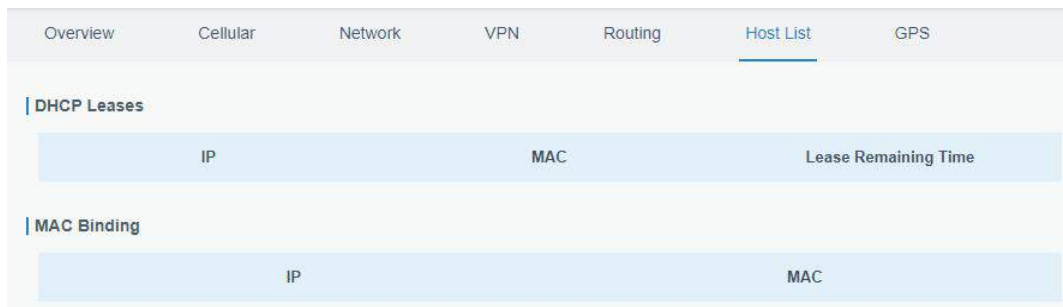 Overview Cellular Network VPN Routing Host List GPS
DHCP Leases
IP MAC Lease Remaining Time
MAC Binding
IP MAC